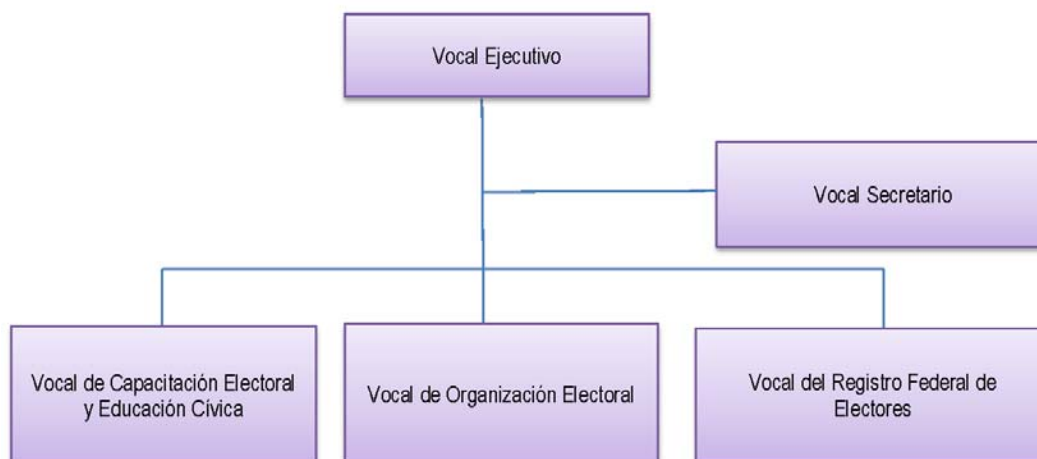 Vocal Ejecutivo
Vocal Secretario
Vocal de Capacitación Electoral
y Educación Cívica
Vocal de Organización Electoral
Vocal del Registro Federal de
Electores